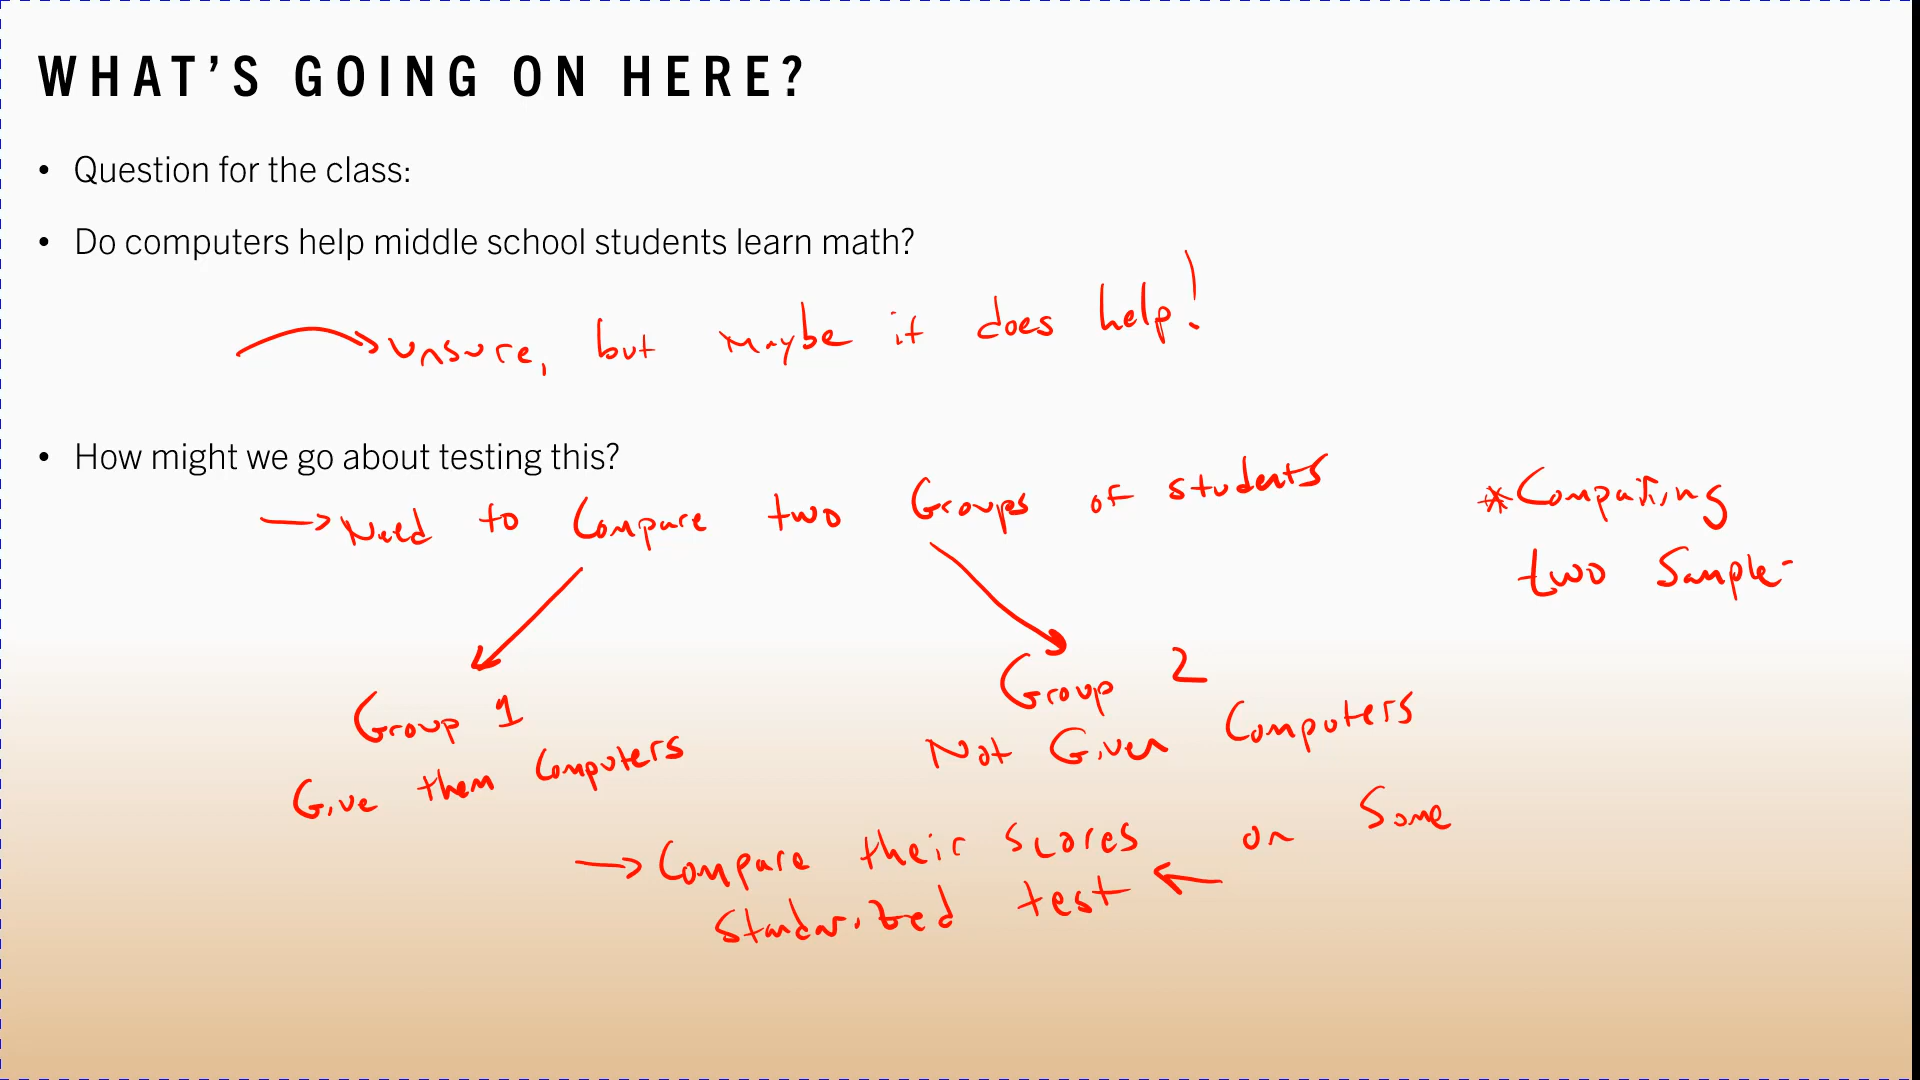 WHAT'S GOING ON HERE?
• Question for the class:
• Do computers help middle school students learn math?
unsure, but maybe it does help!
• How might we go about testing this?
→ Need to Compare two Groups of students
* Comparing
two Sample
Group 1
Give them Computers
Group 2
Not Given Computers
→ Compare their scores on some
Standarized test ←